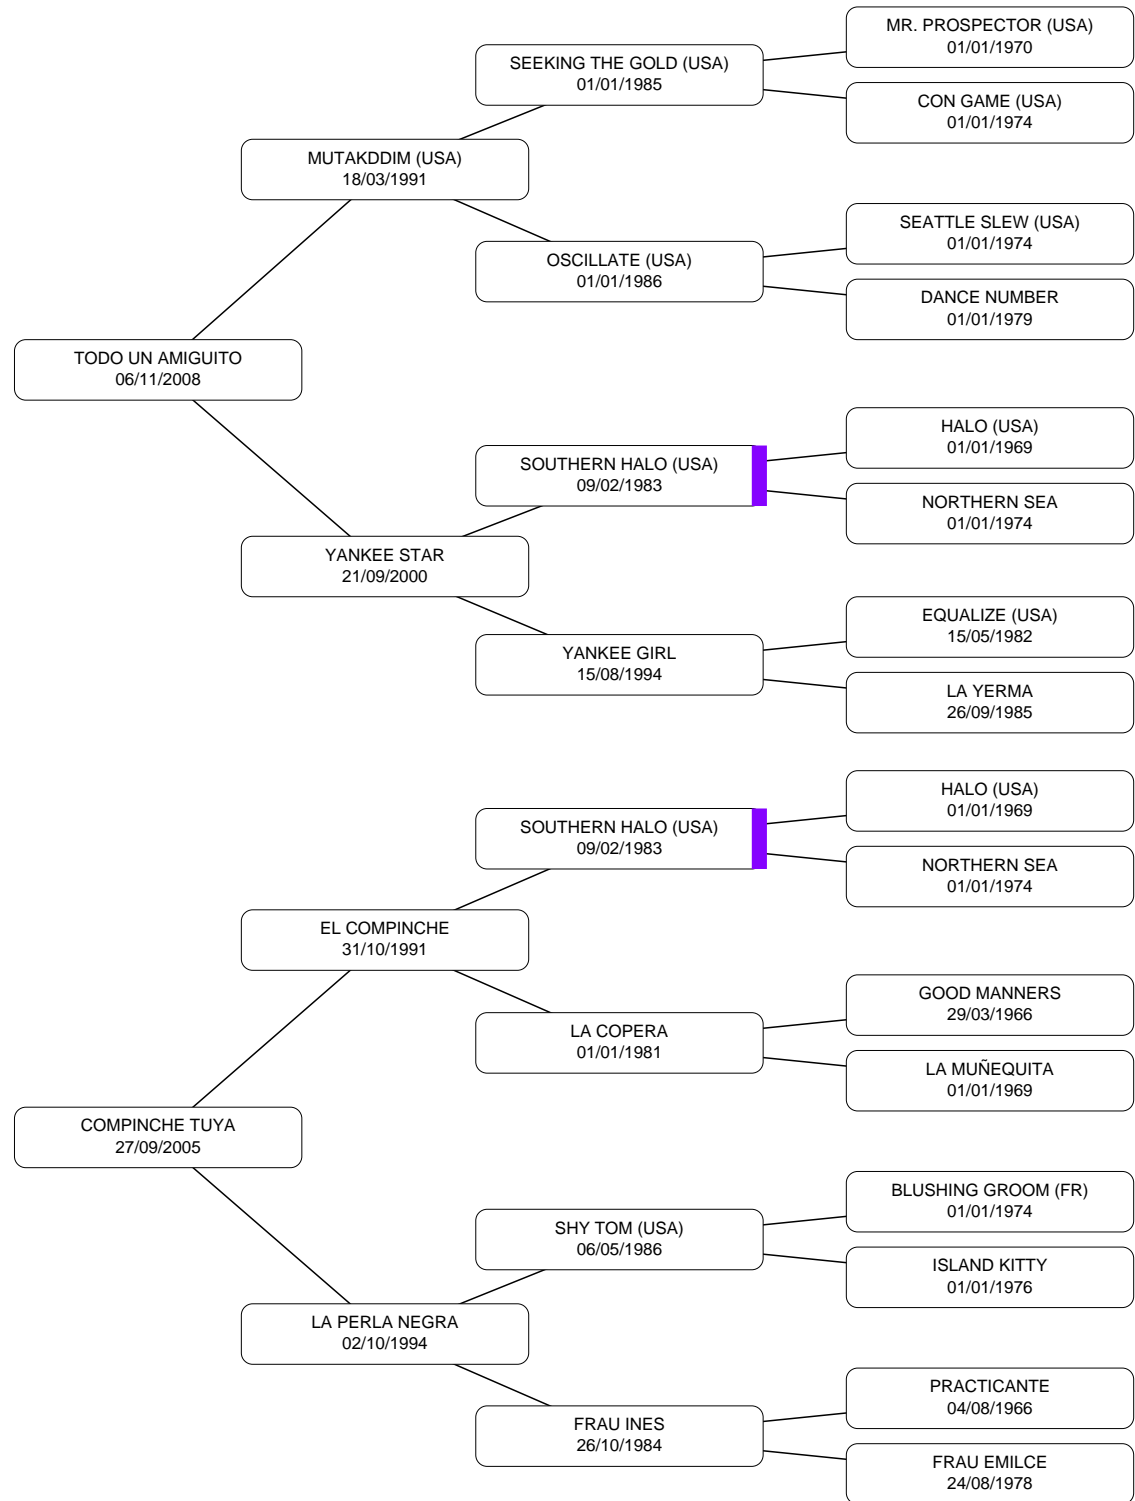 MR. PROSPECTOR (USA)
01/01/1970
SEEKING THE GOLD (USA)
01/01/1985
CON GAME (USA)
01/01/1974
MUTAKDDIM (USA)
18/03/1991
SEATTLE SLEW (USA)
01/01/1974
OSCILLATE (USA)
01/01/1986
DANCE NUMBER
01/01/1979
TODO UN AMIGUITO
06/11/2008
HALO (USA)
01/01/1969
SOUTHERN HALO (USA)
09/02/1983
NORTHERN SEA
01/01/1974
YANKEE STAR
21/09/2000
EQUALIZE (USA)
15/05/1982
YANKEE GIRL
15/08/1994
LA YERMA
26/09/1985
HALO (USA)
01/01/1969
SOUTHERN HALO (USA)
09/02/1983
NORTHERN SEA
01/01/1974
EL COMPINCHE
31/10/1991
GOOD MANNERS
29/03/1966
LA COPERA
01/01/1981
LA MUÑEQUITA
01/01/1969
COMPINCHE TUYA
27/09/2005
BLUSHING GROOM (FR)
01/01/1974
SHY TOM (USA)
06/05/1986
ISLAND KITTY
01/01/1976
LA PERLA NEGRA
02/10/1994
PRACTICANTE
04/08/1966
FRAU INES
26/10/1984
FRAU EMILCE
24/08/1978